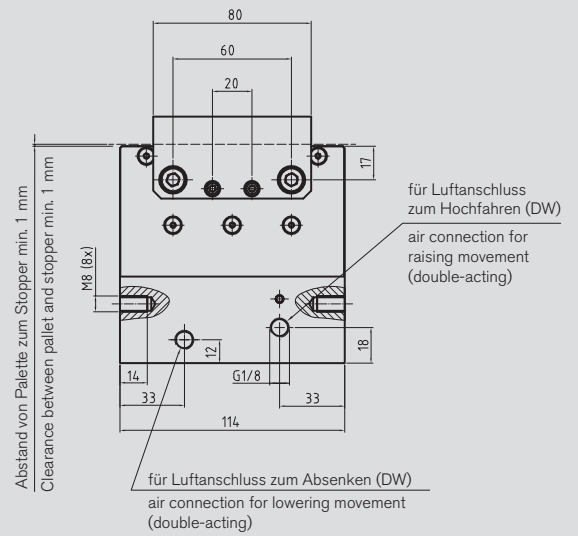 80
60
20
17
für Luftanschluss
zum Hochfahren (DW)
air connection for
raising movement
(double-acting)
Abstand von Palette zum Stopper min. 1 mm
Clearance between pallet and stopper min. 1 mm
M8 (8x)
12
18
14
G1/8
33
33
114
für Luftanschluss zum Absenken (DW)
air connection for lowering movement
(double-acting)